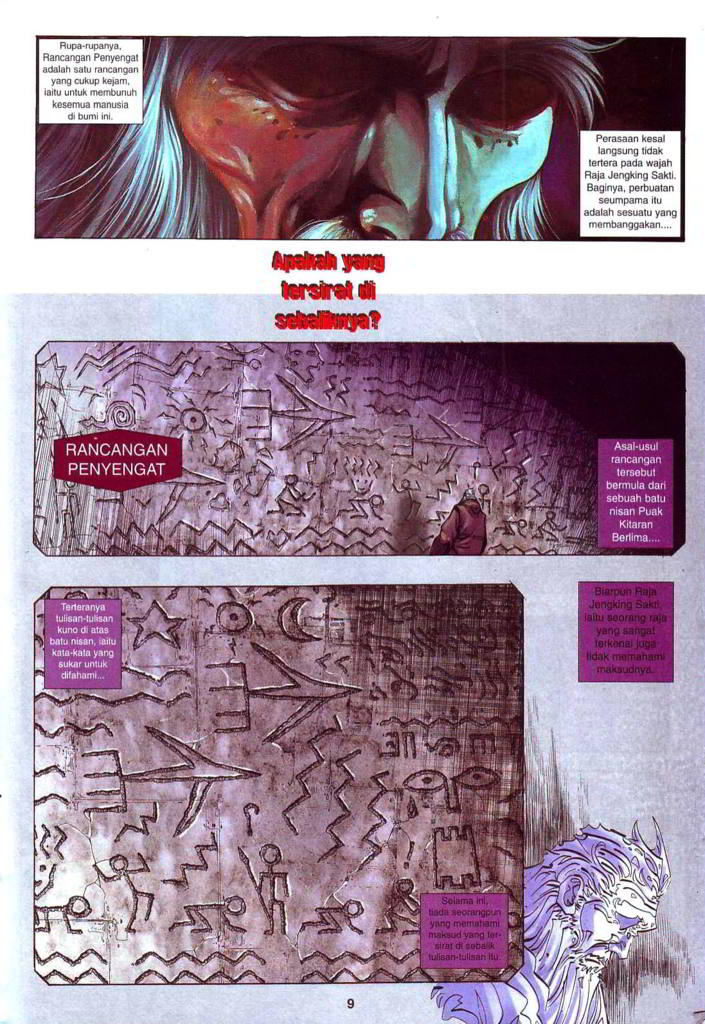 Rupa-rupanya,
Rancangan Penyengat
adalah satu rancangan
yang cukup kejam,
iaitu untuk membunuh
kesemua manusia
di bumi ini.
Perasaan kesal
langsung tidak
tertera pada wajah
Raja Jengking Sakti.
Baginya, perbuatan
seumpama itu
adalah sesuatu yang
membanggakan....
Apakah yang
tersirat di
sebaliknya?
RANCANGAN
PENYENGAT
Asal-usul
rancangan
tersebut
bermula dari
sebuah batu
nisan Puak
Kitaran
Berlima....
Terteranya
tulisan-tulisan
kuno di atas
batu nisan, iaitu
kata-kata yang
sukar untuk
difahami...
Biarpun Raja
Jengking Sakti,
iaitu seorang raja
yang sangat
terkenal juga
tidak memahami
maksudnya.
Selama ini,
tiada seorangpun
yang memahami
maksud yang ter-
sirat di sebalik
tulisan-tulisan itu.
9